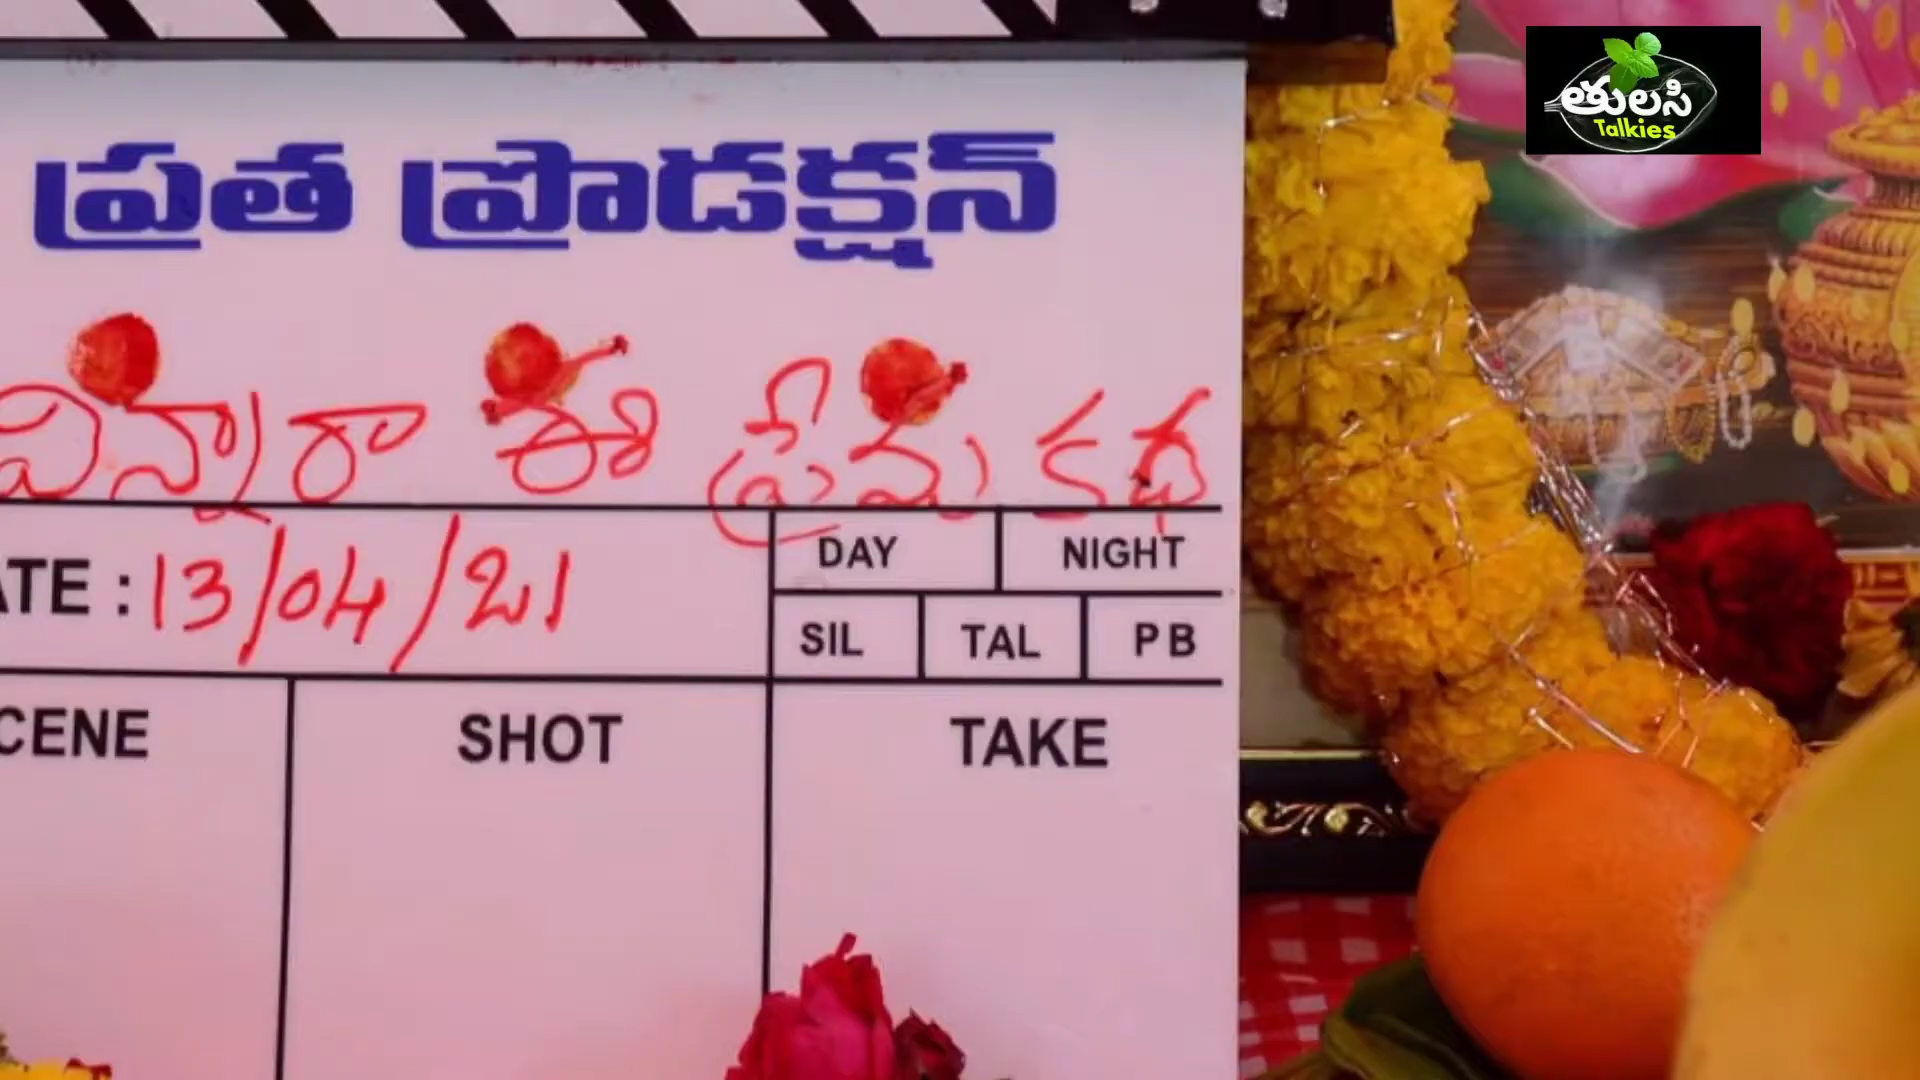 తులసి
Talkies
ప్రత ప్రొడక్షన్
విన్నారా ఈ ప్రేమ కథ
ATE : 13/04/21
DAY NIGHT
SIL TAL PB
CENE SHOT TAKE